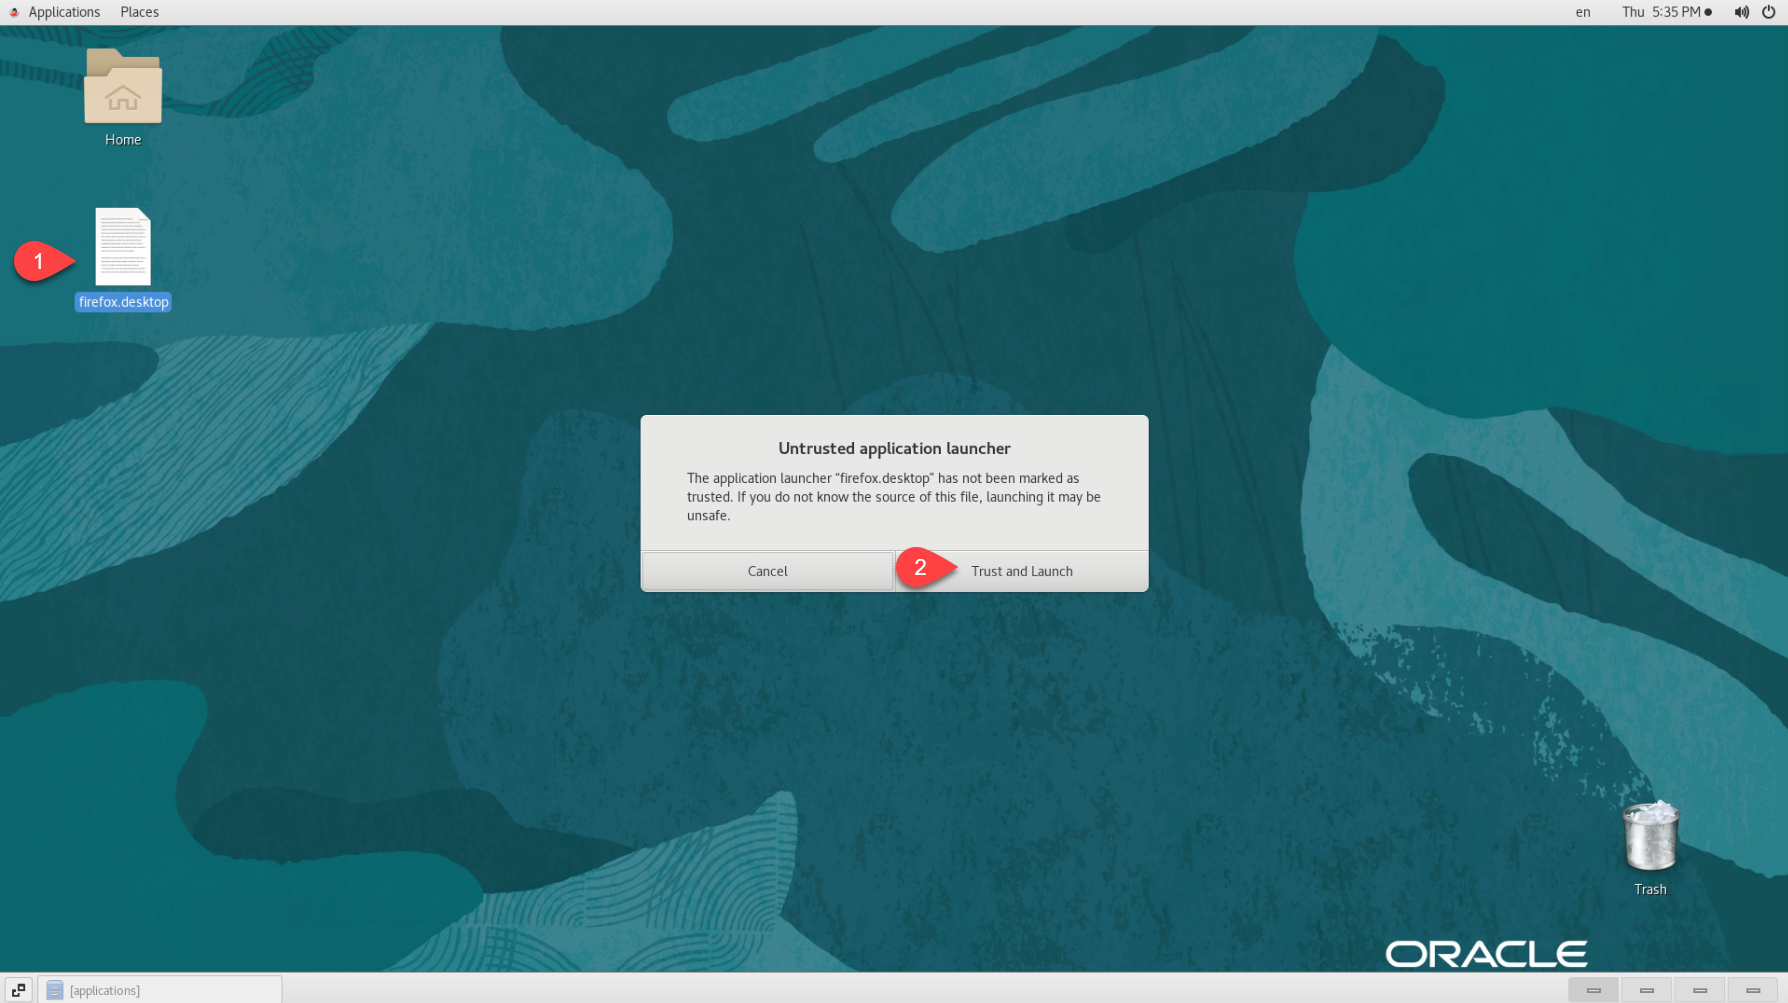 Applications Places en Thu 5:35 PM
Home
1
firefox.desktop
Untrusted application launcher
The application launcher “firefox.desktop” has not been marked as
trusted. If you do not know the source of this file, launching it may be
unsafe.
Cancel 2 Trust and Launch
Trash
ORACLE
[applications]